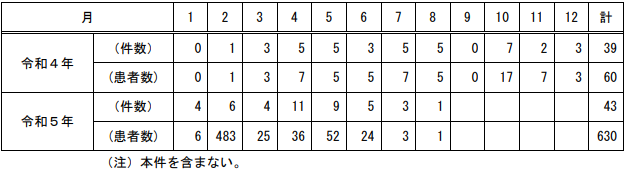 月 1 2 3 4 5 6 7 8 9 10 11 12 計
令和４年 （件数） 0 1 3 5 5 3 5 5 0 7 2 3 39
（患者数） 0 1 3 7 5 5 7 5 0 17 7 3 60
令和５年 （件数） 4 6 4 11 9 5 3 1 43
（患者数） 6 483 25 36 52 24 3 1 630
（注）本件を含まない。